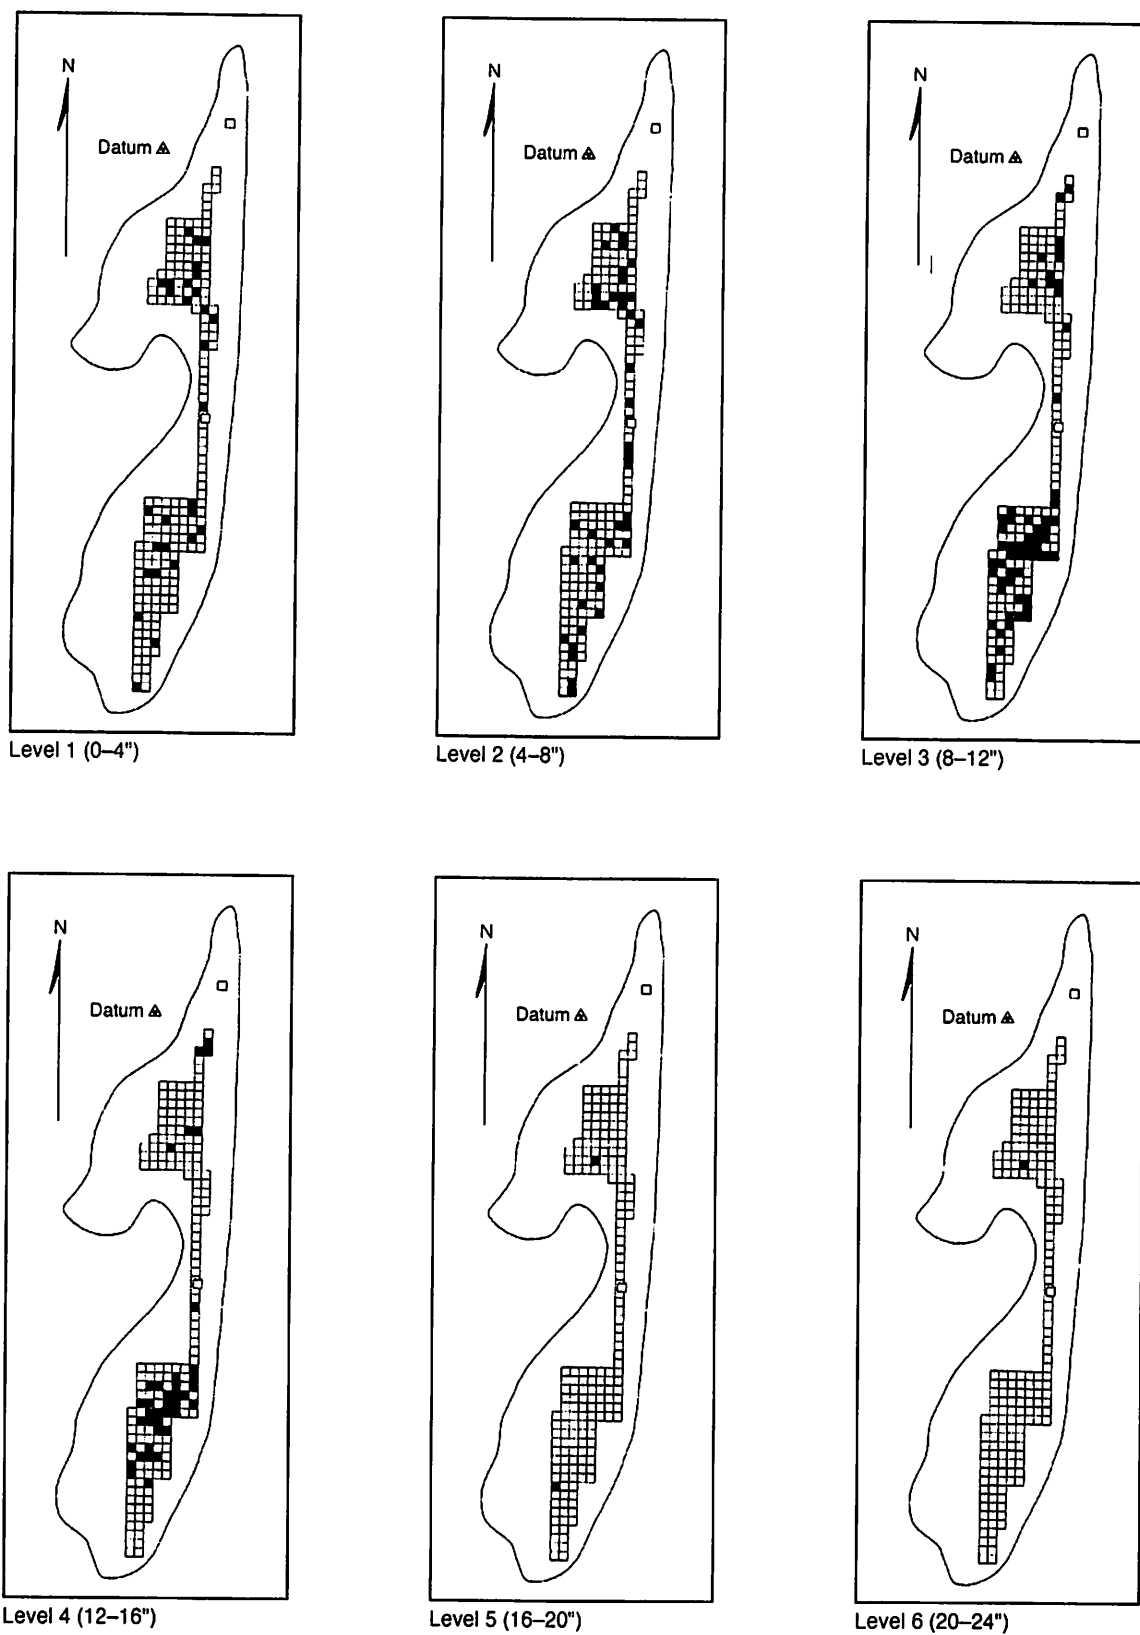 N
Datum
Level 1 (0–4")
N
Datum
Level 2 (4–8")
N
Datum
Level 3 (8–12")
N
Datum
Level 4 (12–16")
N
Datum
Level 5 (16–20")
N
Datum
Level 6 (20–24")